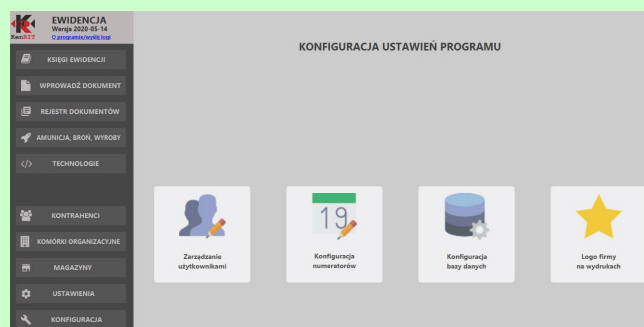 KenBIT
EWIDENCJA
Wersja 2020-05-14
O programie/wyślij logi
KSIĘGI EWIDENCJI
WPROWADŹ DOKUMENT
REJESTR DOKUMENTÓW
AMUNICJA, BROŃ, WYROBY
TECHNOLOGIE
KONTRAHENCI
KOMÓRKI ORGANIZACYJNE
MAGAZYNY
USTAWIENIA
KONFIGURACJA
KONFIGURACJA USTAWIEŃ PROGRAMU
19
Zarządzanie
użytkownikami
Konfiguracja
numeratorów
Konfiguracja
bazy danych
Logo firmy
na wydrukach